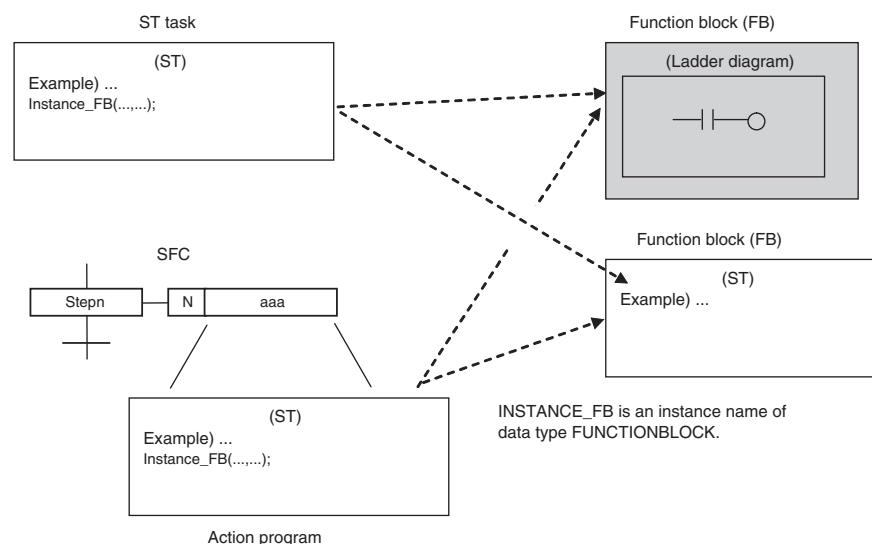 ST task
(ST)
Example) ...
Instance_FB(...,...);
Function block (FB)
(Ladder diagram)
SFC
Stepn
N
aaa
Function block (FB)
(ST)
Example) ...
(ST)
Example) ...
Instance_FB(...,...);
Action program
INSTANCE_FB is an instance name of
data type FUNCTIONBLOCK.